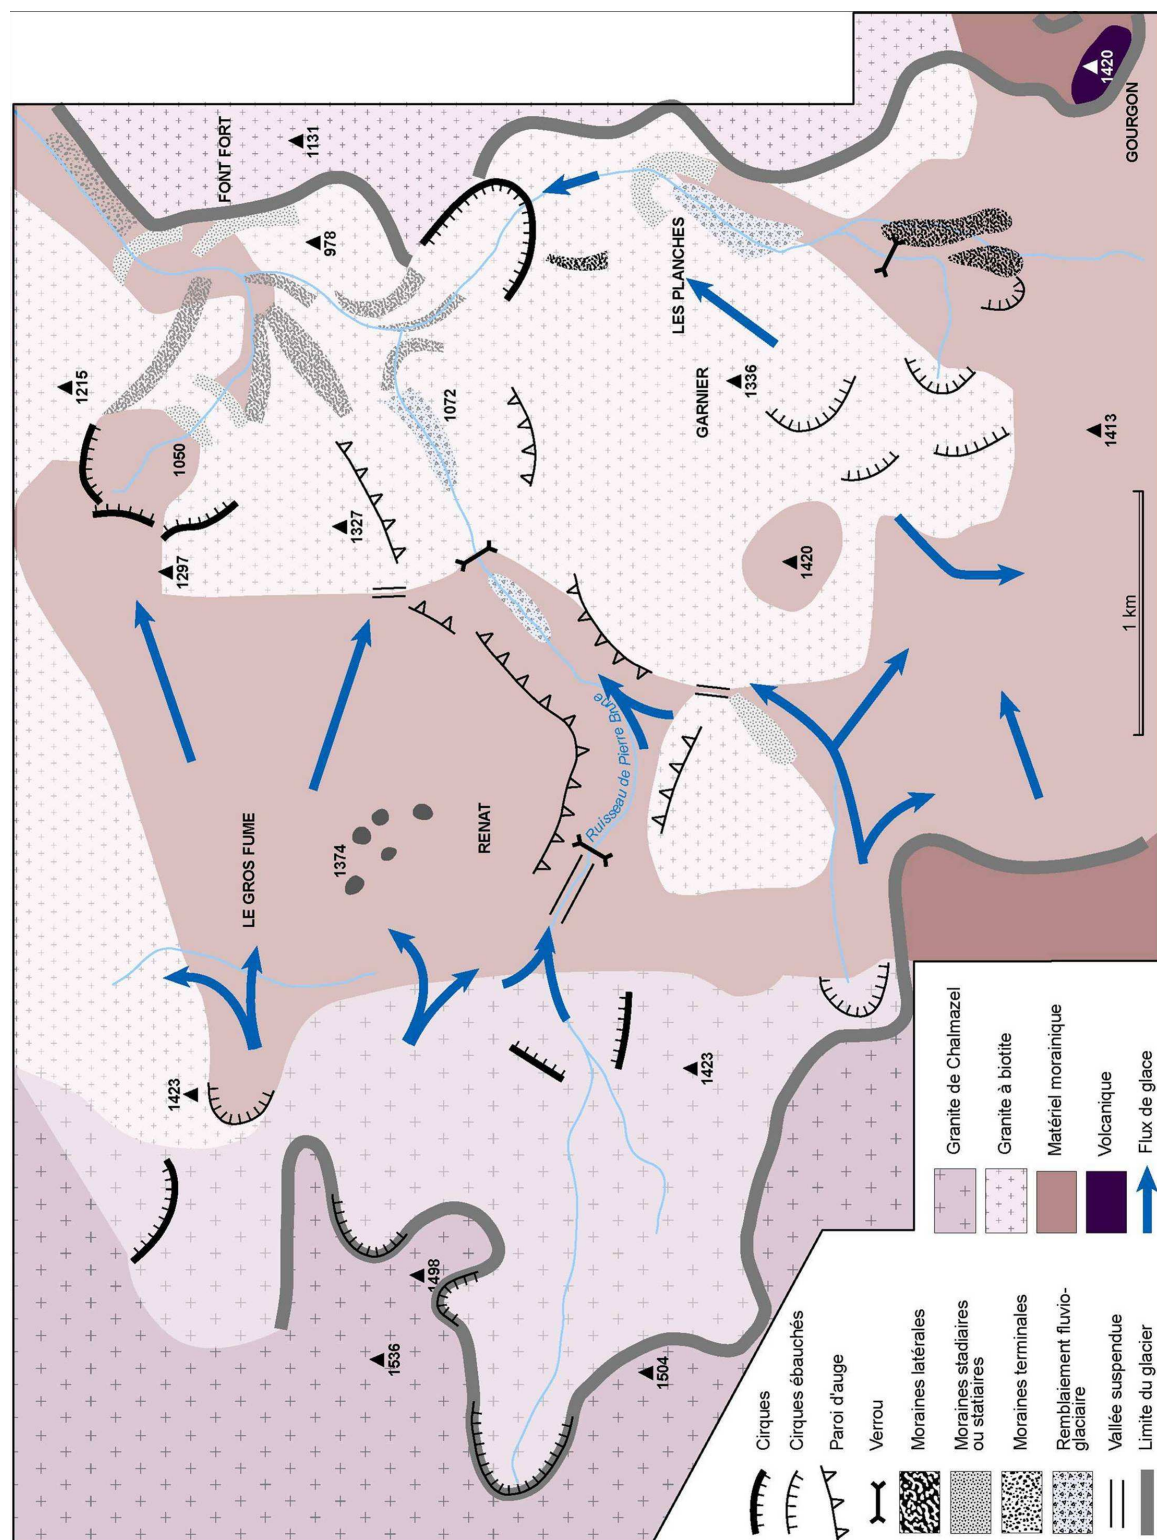 1215
1423
1297
1050
FONT FORT
LE GROS FUME
1131
978
1374
1327
1536
1498
1072
RENAT
Ruisseau de Pierre Brune
1504
LES PLANCHES
GARNIER
1423
1336
1420
1420
1413
GOURGON
1 km
Cirques
Cirques ébauchés
Paroi d'auge
Verrou
Moraines latérales
Moraines stadiaires
ou statiaires
Moraines terminales
Remblaiement fluvio-
glaciaire
Vallée suspendue
Limite du glacier
Granite de Chalmazel
Granite à biotite
Matériel morainique
Volcanique
Flux de glace